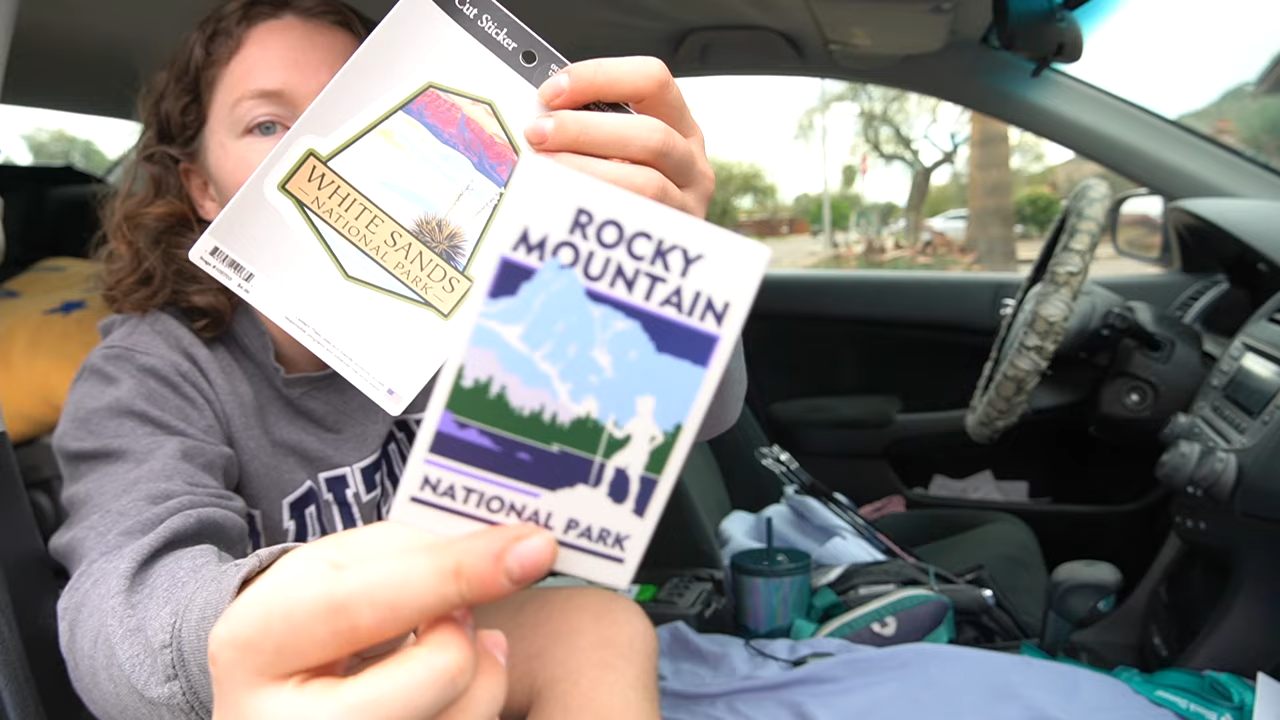 Cut Sticker
WHITE SANDS
NATIONAL PARK
ROCKY
MOUNTAIN
NATIONAL PARK